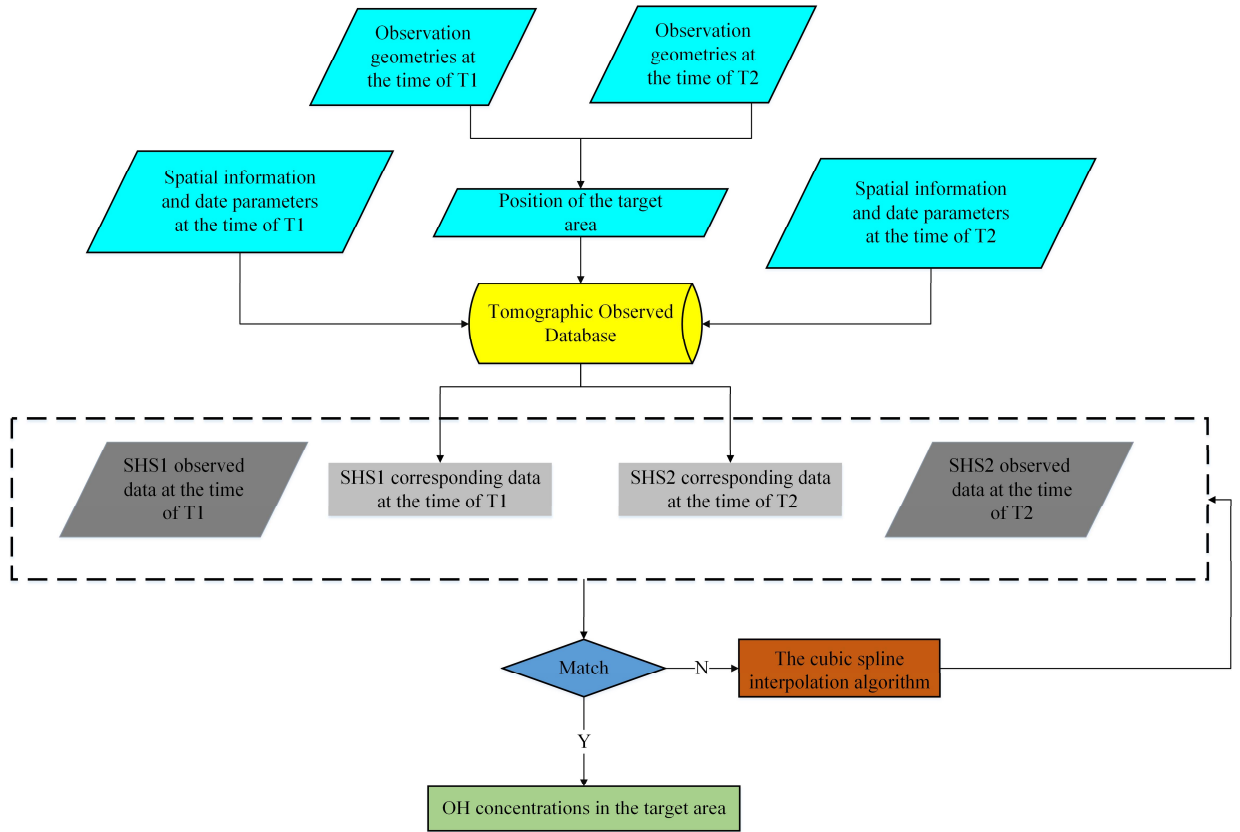 Observation
geometries at
the time of T1
Observation
geometries at
the time of T2
Spatial information
and date parameters
at the time of T1
Position of the target
area
Spatial information
and date parameters
at the time of T2
Tomographic Observed
Database
SHS1 observed
data at the time
of T1
SHS1 corresponding data
at the time of T1
SHS2 corresponding data
at the time of T2
SHS2 observed
data at the time
of T2
Match
N
The cubic spline
interpolation algorithm
Y
OH concentrations in the target area